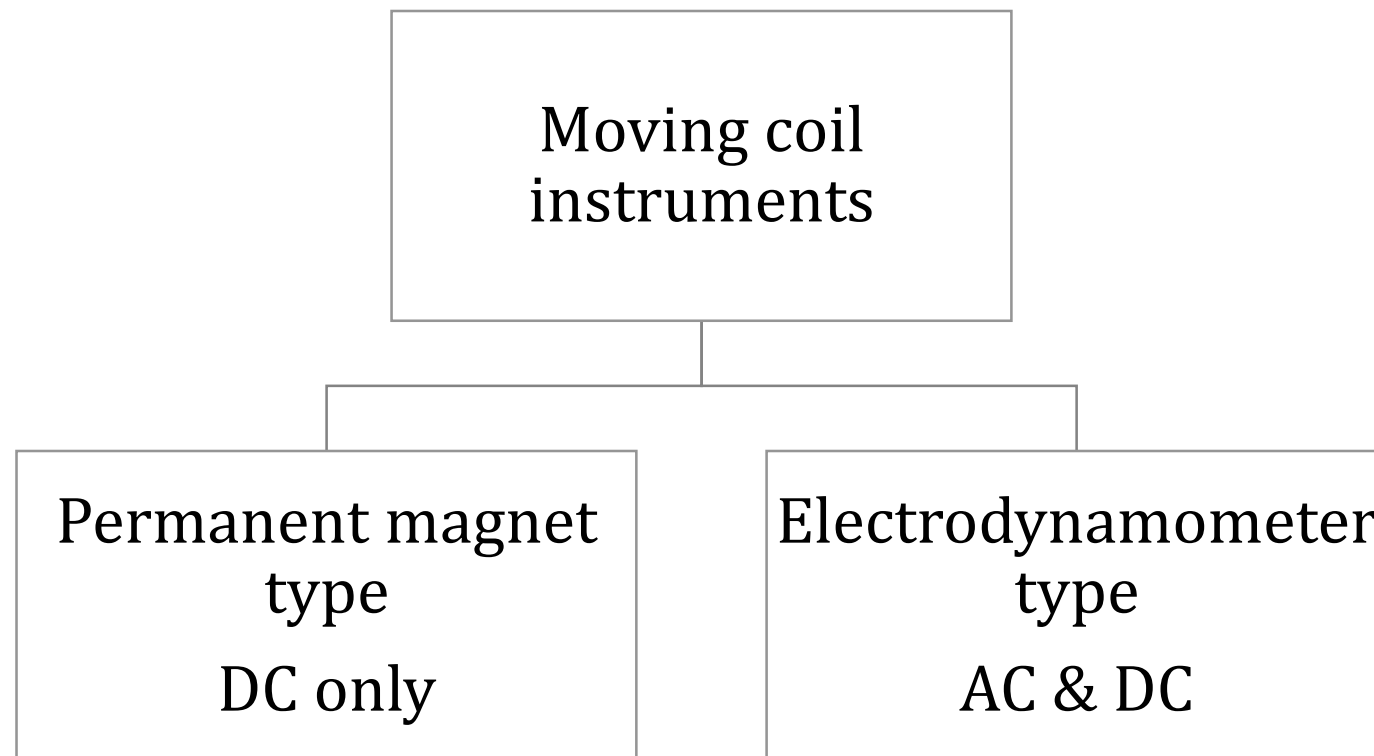 Moving coil
instruments
Permanent magnet
type
DC only
Electrodynamometer
type
AC & DC